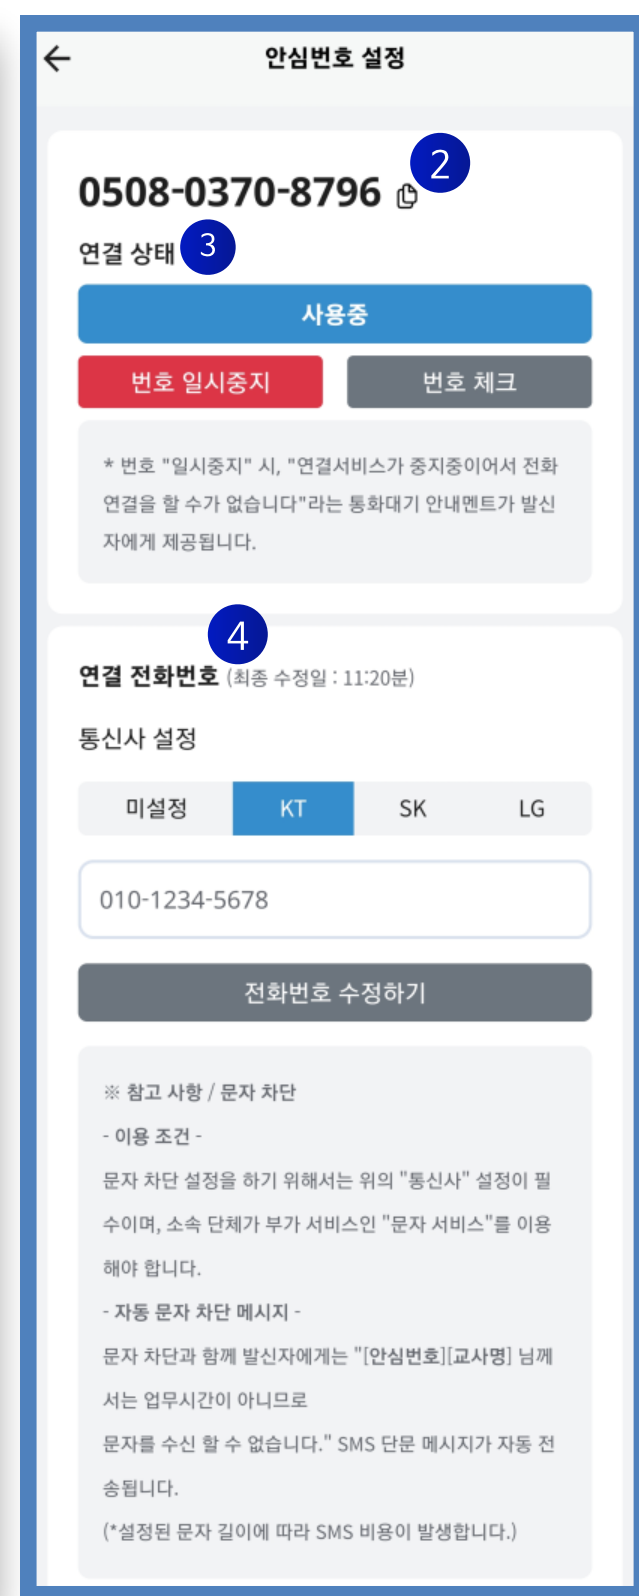 안심번호 설정
0508-0370-8796 2
연결 상태 3
사용중
번호 일시중지 번호 체크
* 번호 "일시중지" 시, "연결서비스가 중지중이어서 전화
연결을 할 수가 없습니다"라는 통화대기 안내멘트가 발신
자에게 제공됩니다.
4
연결 전화번호 (최종 수정일 : 11:20분)
통신사 설정
미설정 KT SK LG
010-1234-5678
전화번호 수정하기
※ 참고 사항 / 문자 차단
- 이용 조건 -
문자 차단 설정을 하기 위해서는 위의 "통신사" 설정이 필
수이며, 소속 단체가 부가 서비스인 "문자 서비스"를 이용
해야 합니다.
- 자동 문자 차단 메시지 -
문자 차단과 함께 발신자에게는 "[안심번호][교사명] 님께
서는 업무시간이 아니므로
문자를 수신 할 수 없습니다." SMS 단문 메시지가 자동 전
송됩니다.
(*설정된 문자 길이에 따라 SMS 비용이 발생합니다.)